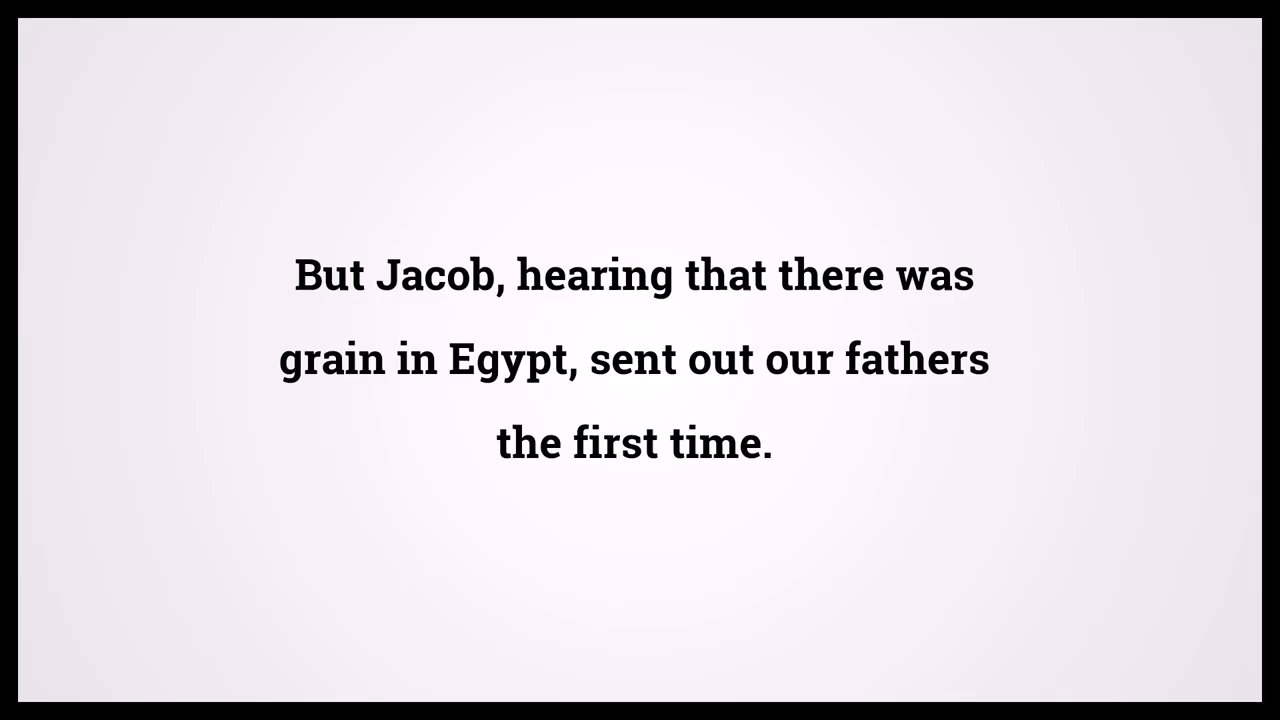 But Jacob, hearing that there was
grain in Egypt, sent out our fathers
the first time.